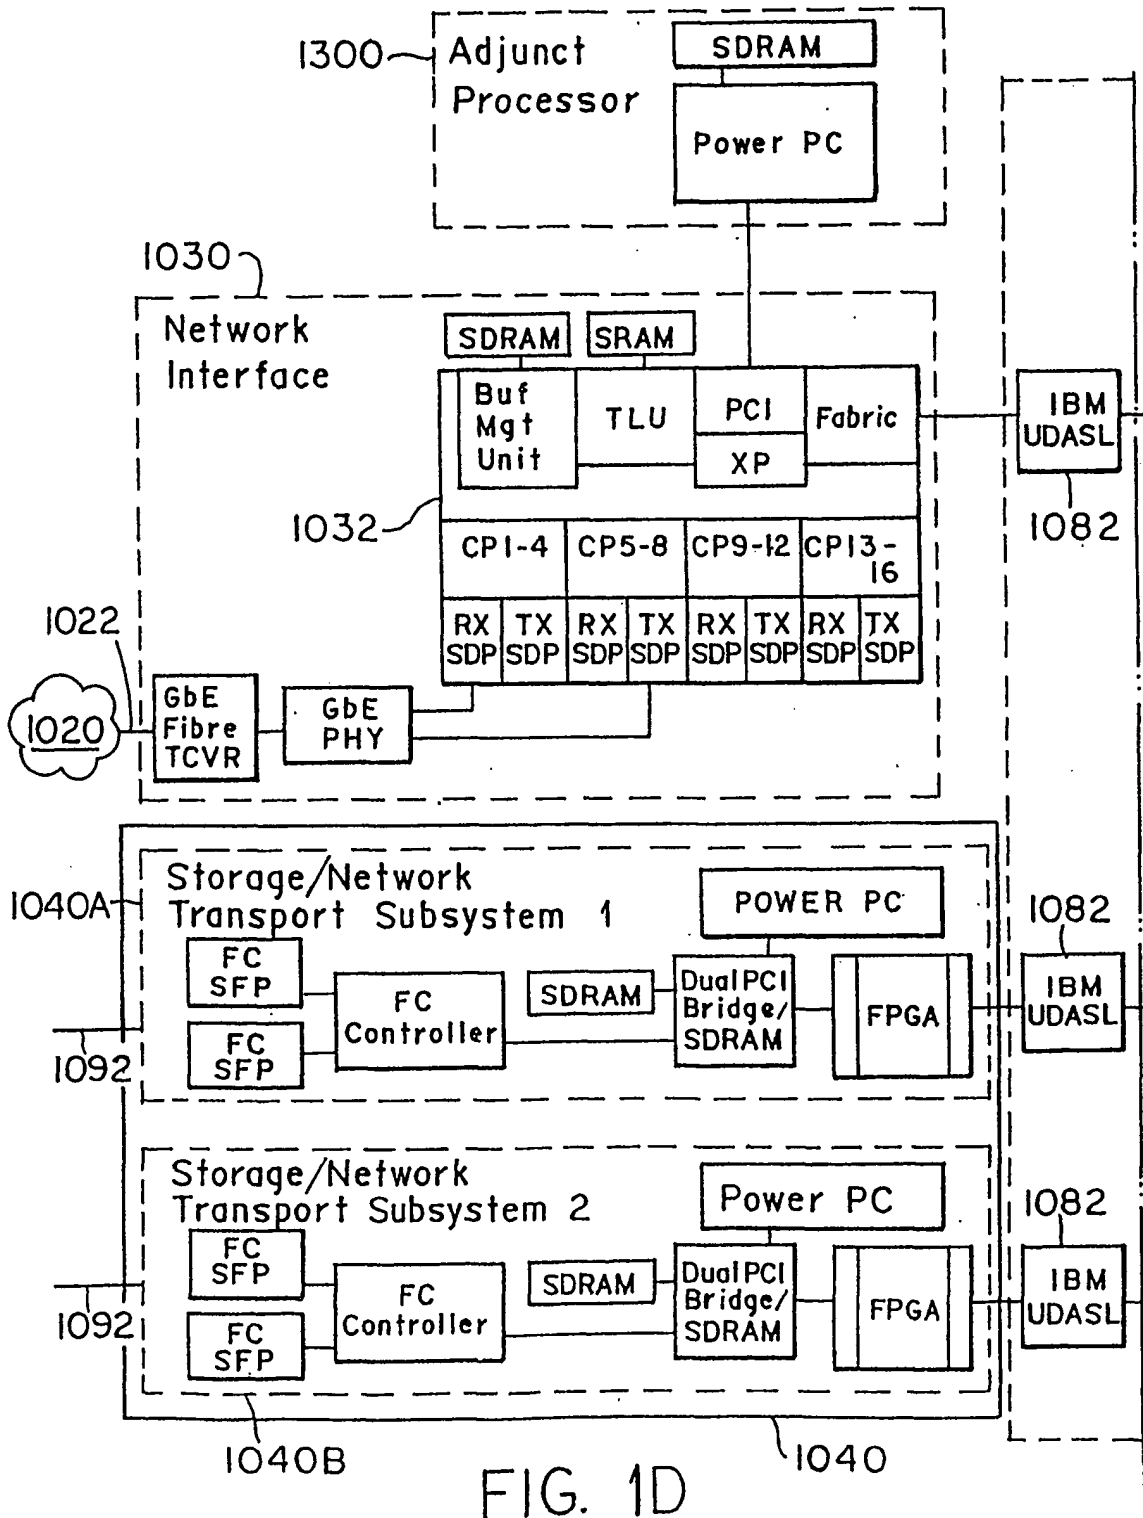 1300
Adjunct
Processor
SDRAM
Power PC
1030
Network
Interface
SDRAM
SRAM
Buf
Mgt
Unit
TLU
PCI
XP
Fabric
IBM
UDASL
1082
1032
CP1-4
CP5-8
CP9-12
CP13-
16
RX
SDP
TX
SDP
RX
SDP
TX
SDP
RX
SDP
TX
SDP
RX
SDP
TX
SDP
1022
1020
GbE
Fibre
TCVR
GbE
PHY
1040A
Storage/Network
Transport Subsystem 1
POWER PC
FC
SFP
FC
SFP
FC
Controller
SDRAM
Dual PCI
Bridge/
SDRAM
FPGA
1082
IBM
UDASL
1092
Storage/Network
Transport Subsystem 2
Power PC
FC
SFP
FC
SFP
FC
Controller
SDRAM
Dual PCI
Bridge/
SDRAM
FPGA
1082
IBM
UDASL
1092
1040B
1040
FIG. 1D